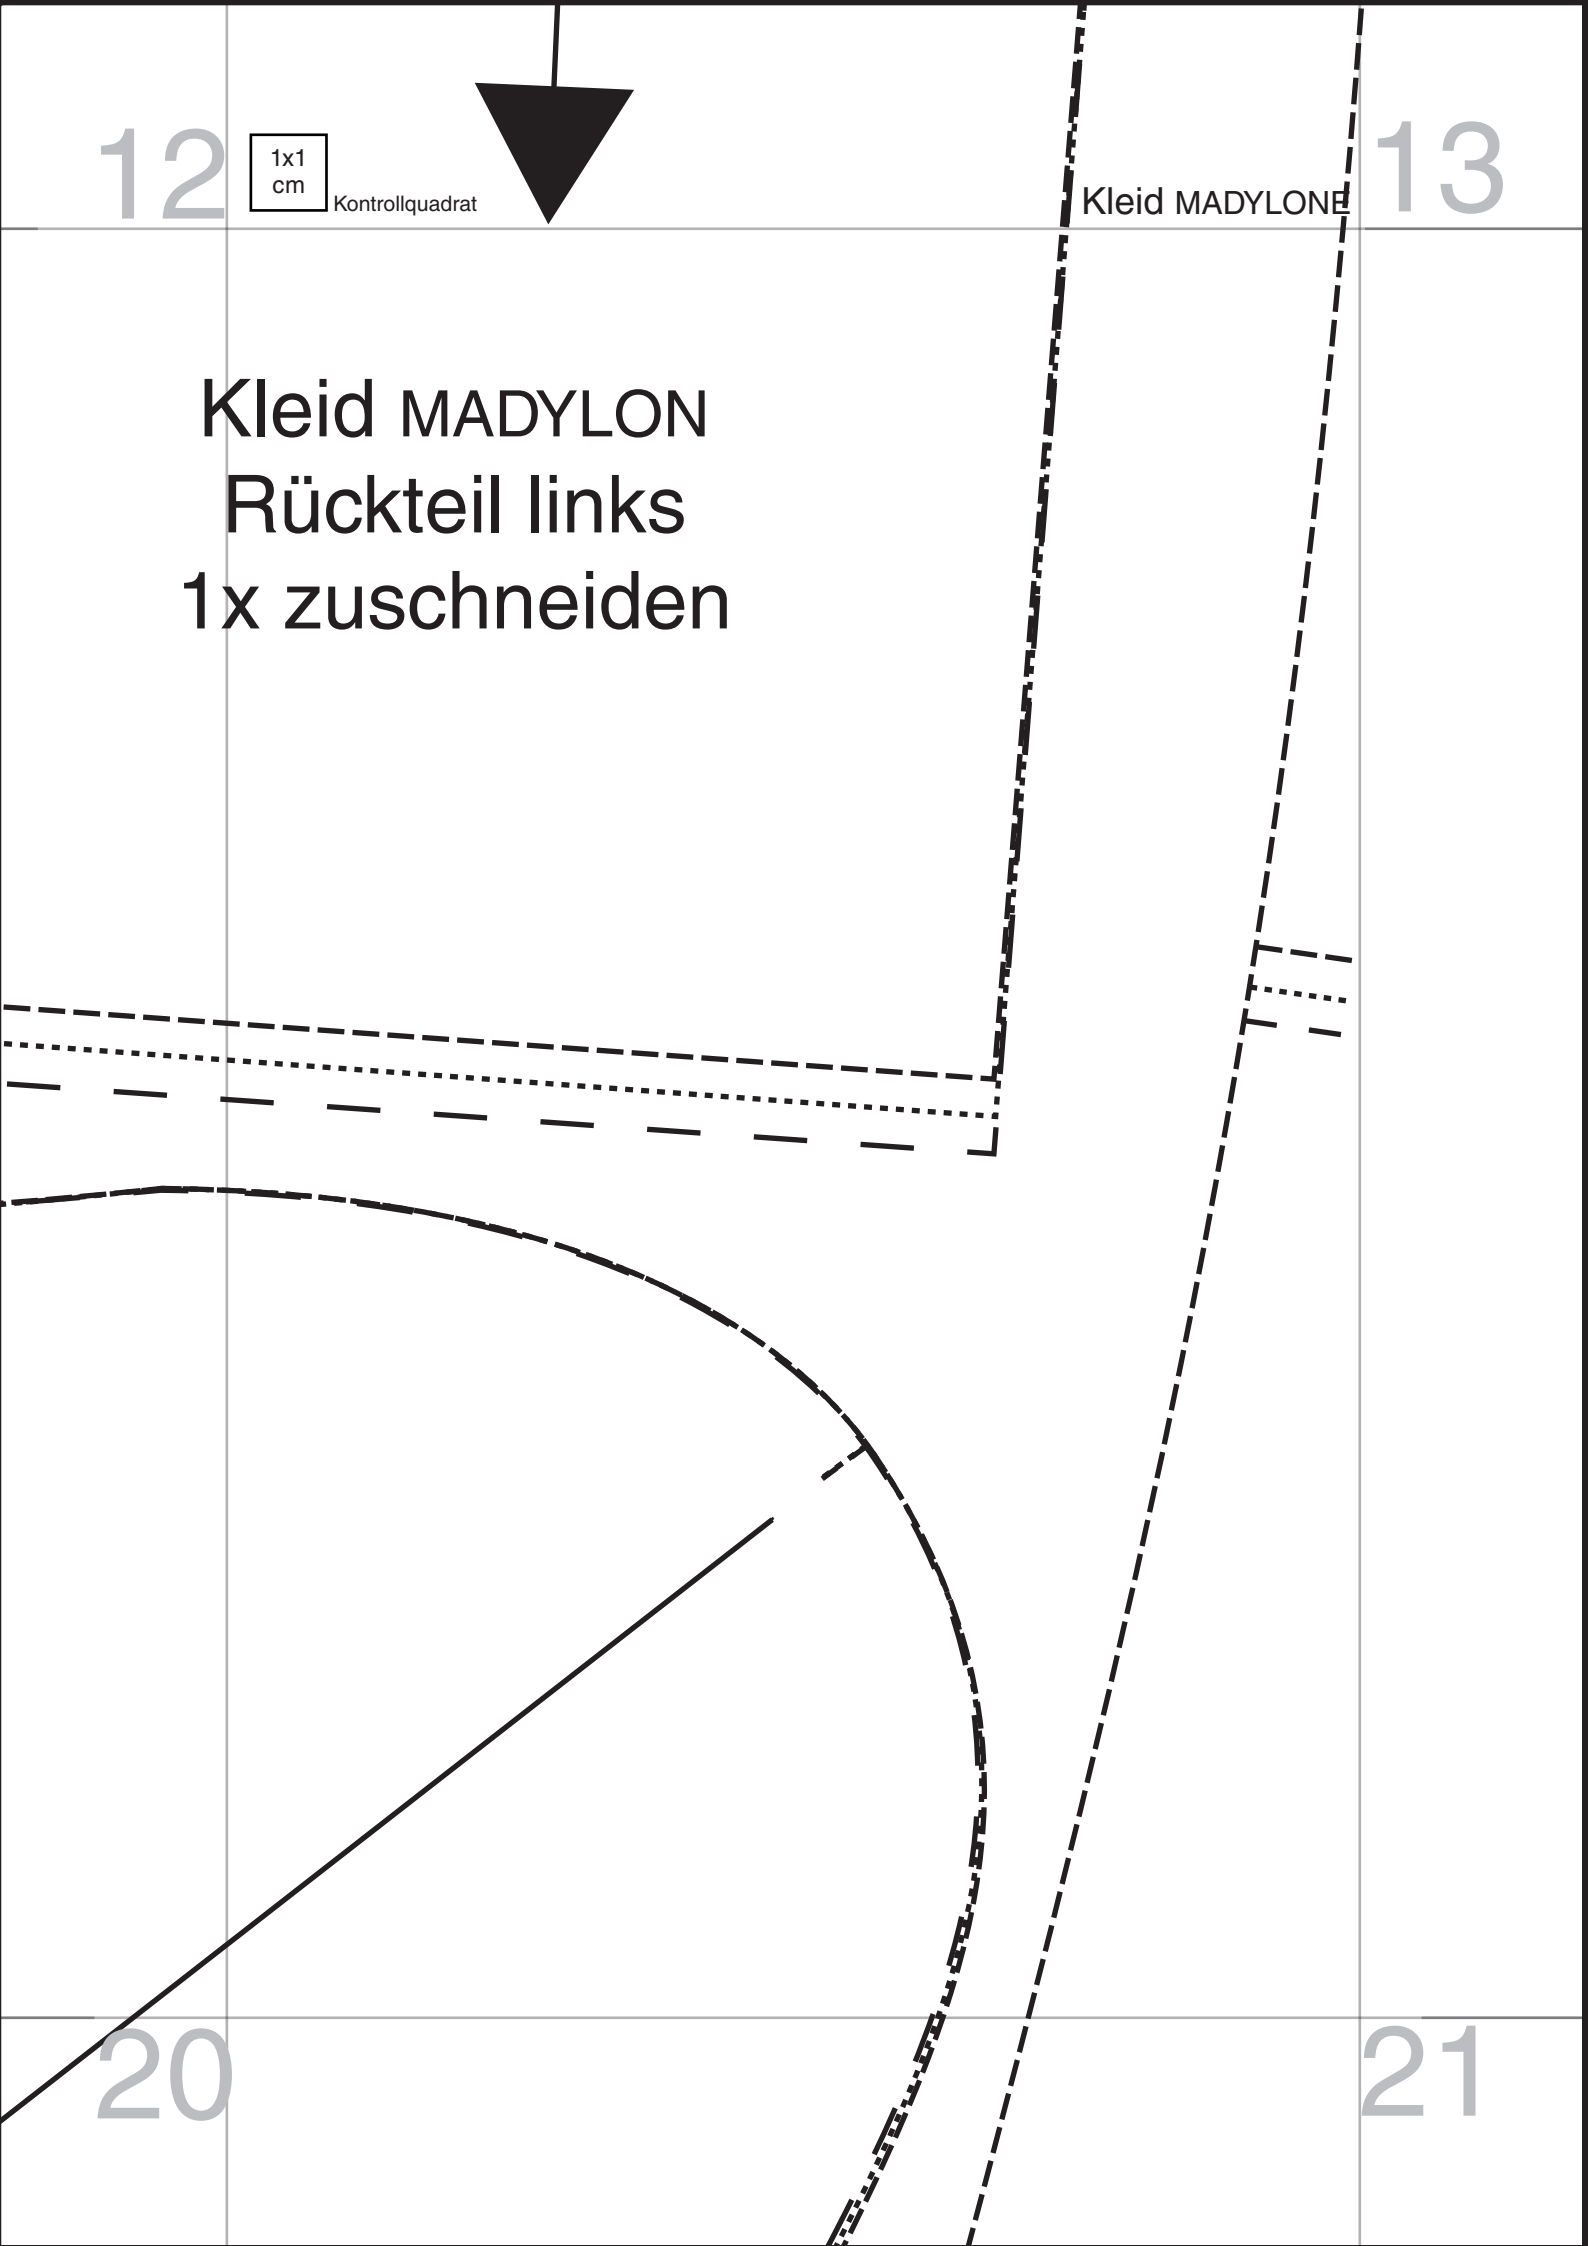 12
1x1
cm
Kontrollquadrat
Kleid MADYLONE
13
Kleid MADYLON
Rückteil links
1x zuschneiden
20
21